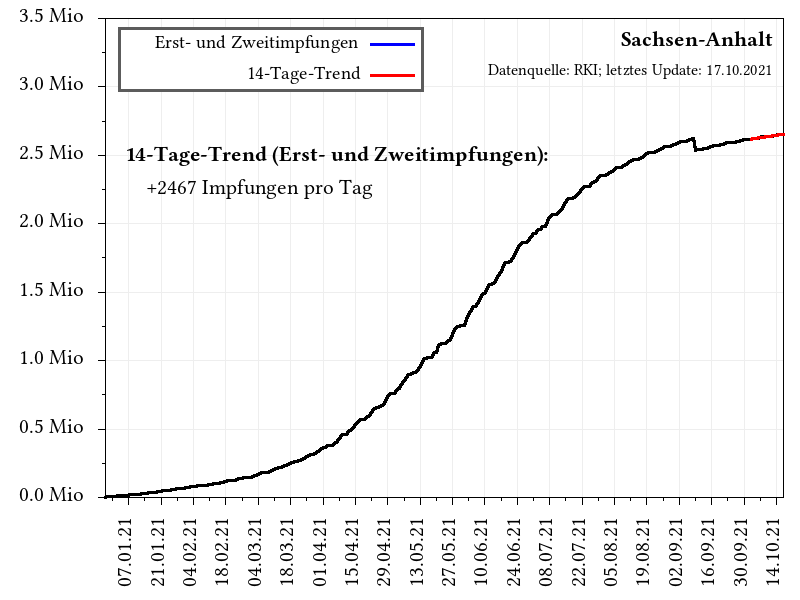 3.5 Mio
3.0 Mio
2.5 Mio
2.0 Mio
1.5 Mio
1.0 Mio
0.5 Mio
0.0 Mio
Erst- und Zweitimpfungen
14-Tage-Trend
Sachsen-Anhalt
Datenquelle: RKI; letztes Update: 17.10.2021
14-Tage-Trend (Erst- und Zweitimpfungen):
+2467 Impfungen pro Tag
07.01.21
21.01.21
04.02.21
18.02.21
04.03.21
18.03.21
01.04.21
15.04.21
29.04.21
13.05.21
27.05.21
10.06.21
24.06.21
08.07.21
22.07.21
05.08.21
19.08.21
02.09.21
16.09.21
30.09.21
14.10.21